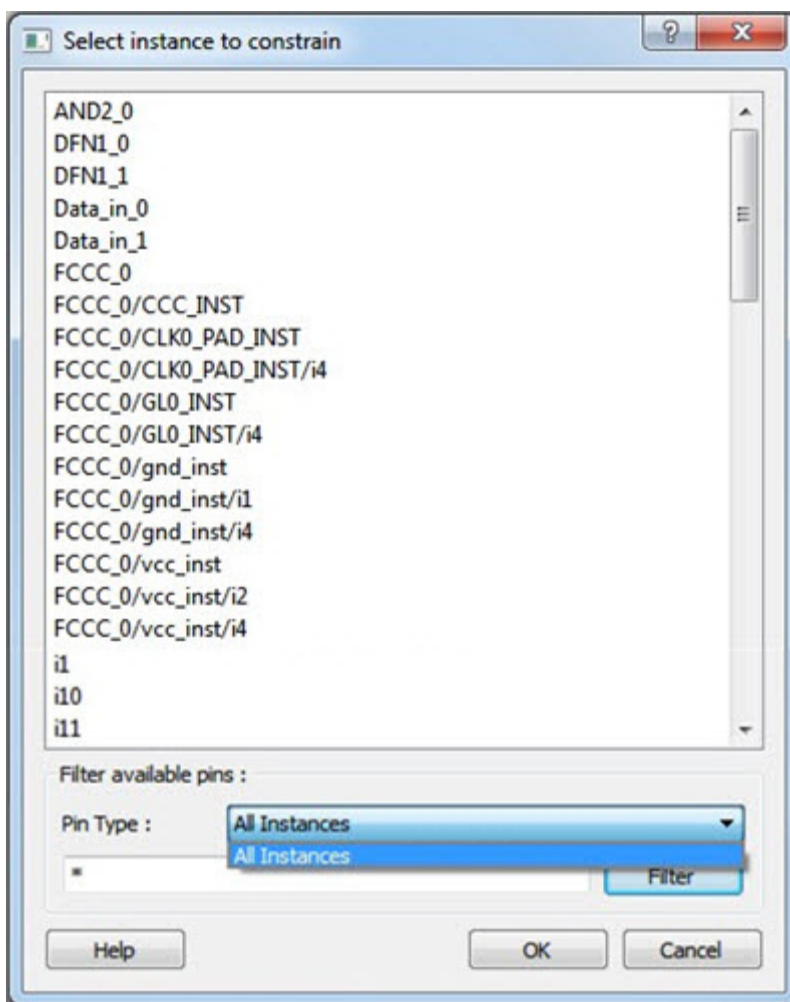 Select instance to constrain
AND2_0
DFN1_0
DFN1_1
Data_in_0
Data_in_1
FCCC_0
FCCC_0/CCC_INST
FCCC_0/CLK0_PAD_INST
FCCC_0/CLK0_PAD_INST/i4
FCCC_0/GL0_INST
FCCC_0/GL0_INST/i4
FCCC_0/gnd_inst
FCCC_0/gnd_inst/i1
FCCC_0/gnd_inst/i4
FCCC_0/vcc_inst
FCCC_0/vcc_inst/i2
FCCC_0/vcc_inst/i4
i1
i10
i11
Filter available pins :
Pin Type : All Instances
All Instances
* Filter
Help OK Cancel